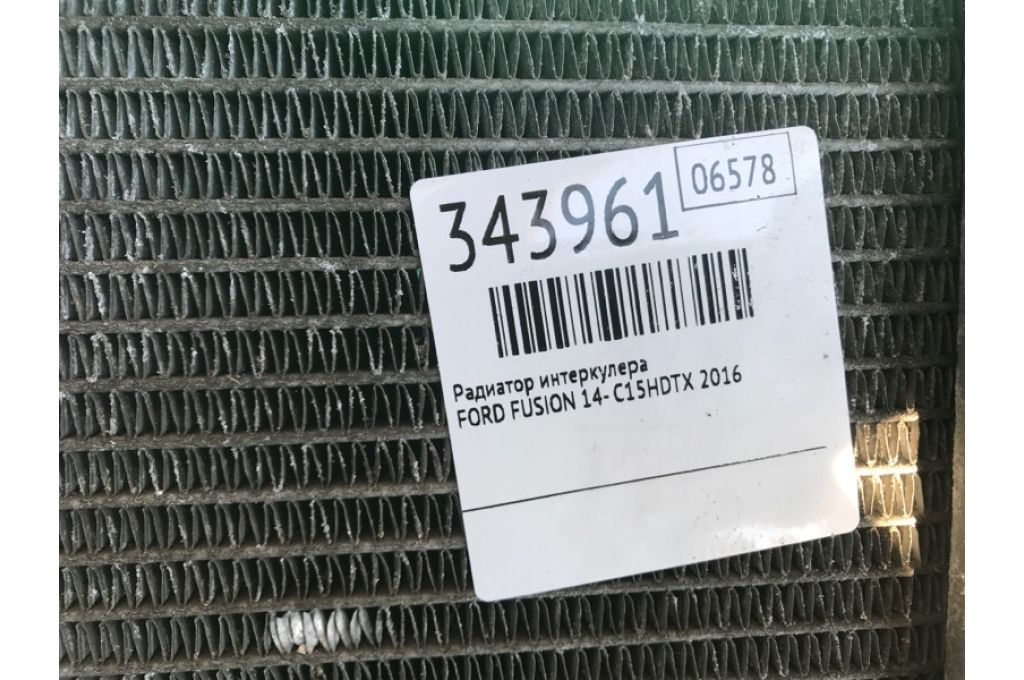 343961
06578
Радиатор интеркулера
FORD FUSION 14- C15HDTX 2016